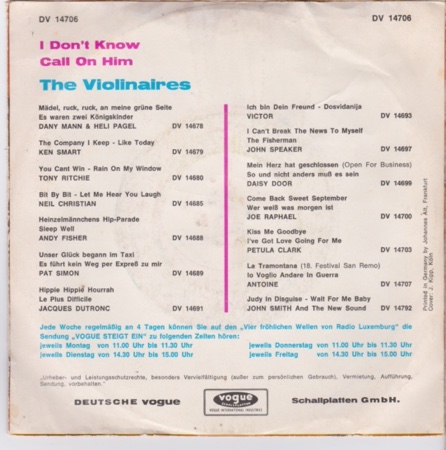 DV 14706
DV 14706
I Don't Know
Call On Him
The Violinaires
Mädel, ruck, ruck, an meine grüne Seite
Es waren zwei Königskinder
DANY MANN & HELI PAGEL DV 14678
The Company I Keep - Like Today
KEN SMART DV 14679
You Cant Win - Rain On My Window
TONY RITCHIE DV 14680
Bit By Bit - Let Me Hear You Laugh
NEIL CHRISTIAN DV 14685
Heinzelmännchens Hip-Parade
Sleep Well
ANDY FISHER DV 14688
Unser Glück begann im Taxi
Es führt kein Weg per Expreß zu mir
PAT SIMON DV 14689
Hippie Hippie Hourrah
La Plus Difficile
JACQUES DUTRONC DV 14691
Ich bin Dein Freund - Dosvidanija
VICTOR DV 14693
I Can't Break The News To Myself
The Fisherman
JOHN SPEAKER DV 14697
Mein Herz hat geschlossen (Open For Business)
So und nicht anders muß es sein
DAISY DOOR DV 14699
Come Back Sweet September
Wer weiß was morgen ist
JOE RAPHAEL DV 14700
Kiss Me Goodbye
I've Got Love Going For Me
PETULA CLARK DV 14703
La Tramontana (18. Festival San Remo)
Io Voglio Andare In Guerra
ANTOINE DV 14707
Judy In Disguise - Wait For Me Baby
JOHN SMITH And The New Sound DV 14792
Jede Woche regelmäßig an 4 Tagen können Sie auf den „Vier fröhlichen Wellen von Radio Luxemburg“ die
Sendung „VOGUE STEIGT EIN“ zu folgenden Zeiten hören:
jeweils Montag von 11.00 Uhr bis 11.30 Uhr
jeweils Dienstag von 14.30 Uhr bis 15.00 Uhr
jeweils Donnerstag von 11.00 Uhr bis 11.30 Uhr
jeweils Freitag von 14.30 Uhr bis 15.00 Uhr
„Urheber- und Leistungsschutzrechte, besonders Vervielfältigung (außer zum persönlichen Gebrauch), Vermietung, Aufführung,
Sendung, vorbehalten.“
DEUTSCHE vogue
vogue
VOGUE INTERNATIONAL INDUSTRIES
Schallplatten GmbH.
Printed in Germany by Johannes Alt, Frankfurt
Cover: J. Kopp, Köln